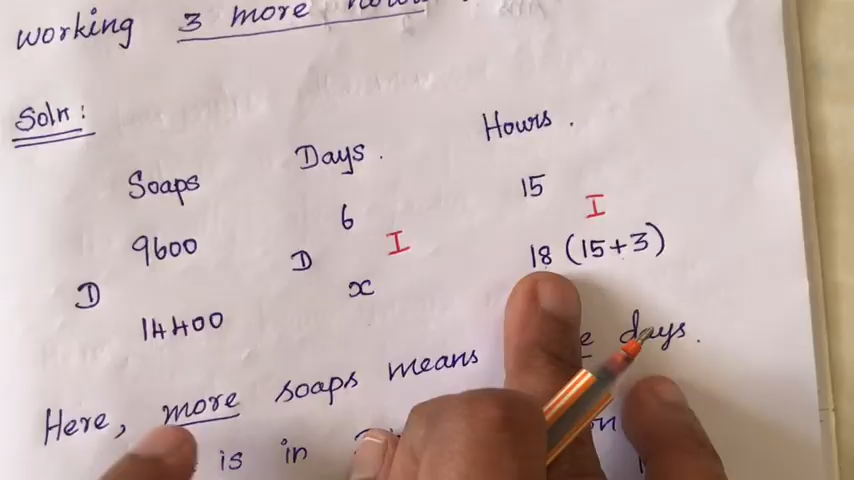 working 3 more
Soln:
Soaps Days. Hours.
9600 6 15
D D I I
14400 x 18 (15+3)
Here, more soaps means days.
is in